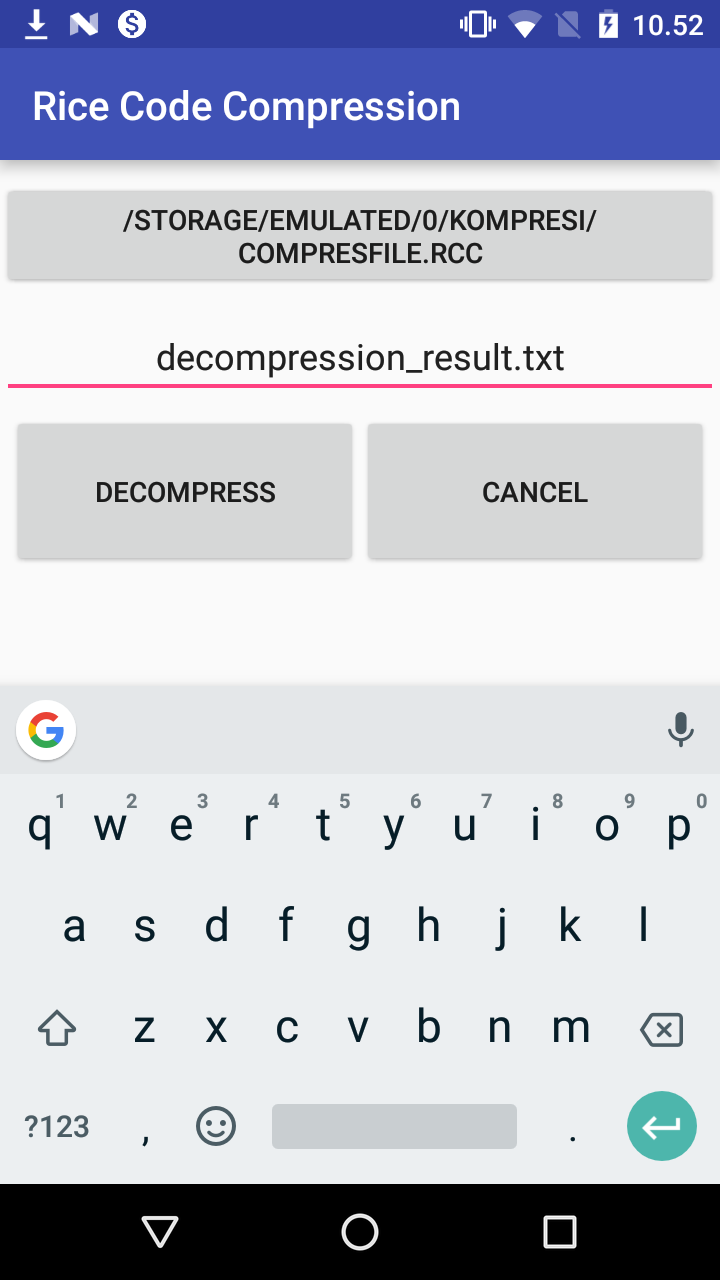 10.52
Rice Code Compression
/STORAGE/EMULATED/0/KOMPRESI/
COMPRESFILE.RCC
decompression_result.txt
DECOMPRESS CANCEL
1 2 3 4 5 6 7 8 9 0
q w e r t y u i o p
a s d f g h j k l
z x c v b n m
?123 , .